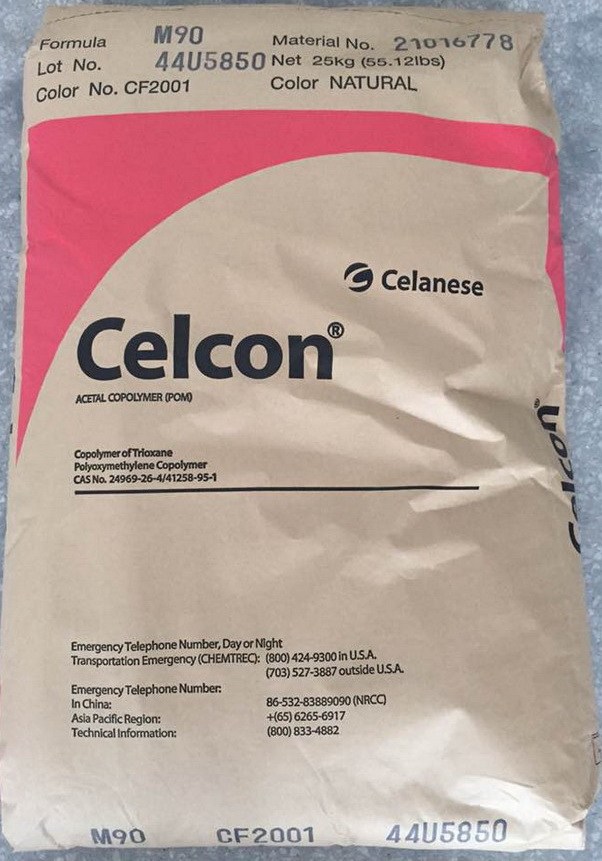 Formula M90 Material No. 21016778
Lot No. 44U5850 Net 25kg (55.12lbs)
Color No. CF2001 Color NATURAL
Celanese
Celcon®
ACETAL COPOLYMER (POM)
Celcon®
Copolymer of Trioxane
Polyoxymethylene Copolymer
CAS No. 24969-26-4/41258-95-1
Emergency Telephone Number, Day or Night
Transportation Emergency (CHEMTREC): (800) 424-9300 in U.S.A.
(703) 527-3887 outside U.S.A.
Emergency Telephone Number:
In China: 86-532-83889090 (NRCC)
Asia Pacific Region: +(65) 6265-6917
Technical Information: (800) 833-4882
M90 CF2001 44U5850